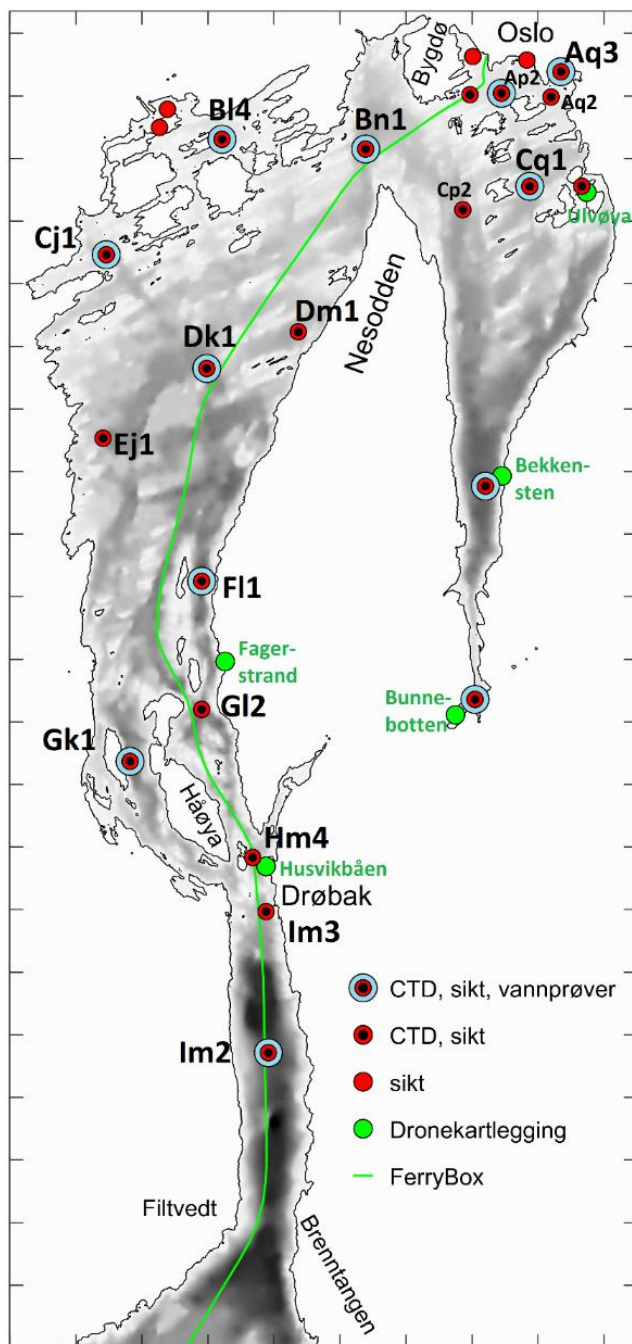 Oslo
Bygdø
Aq3
Ap2
Aq2
Bl4
Bn1
Cq1
Cp2
Ulvøya
Cj1
Nesodden
Dm1
Dk1
Ej1
Bekken-
sten
Fl1
Fager-
strand
Gl2
Bunne-
botten
Gk1
Håøya
Hm4
Husvikbåen
Drøbak
Im3
Im2
CTD, sikt, vannprøver
CTD, sikt
sikt
Dronekartlegging
FerryBox
Filtvedt
Brenntangen